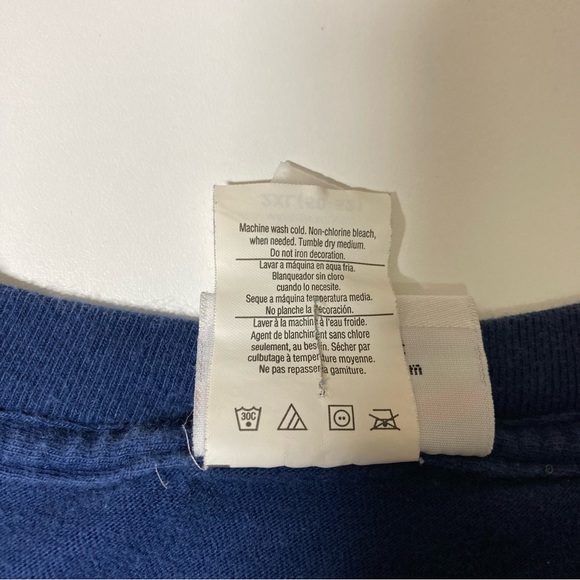 Machine wash cold. Non-chlorine bleach,
when needed. Tumble dry medium.
Do not iron decoration.
Lavar a máquina en agua fria.
Blanqueador sin cloro
cuando lo necesite.
Seque a máquina temperatura media.
No planche la decoración.
Laver à la machine à l'eau froide.
Agent de blanchiment sans chlore
seulement, au besoin. Sécher par
culbutage à température moyenne.
Ne pas repasser la garniture.
30C